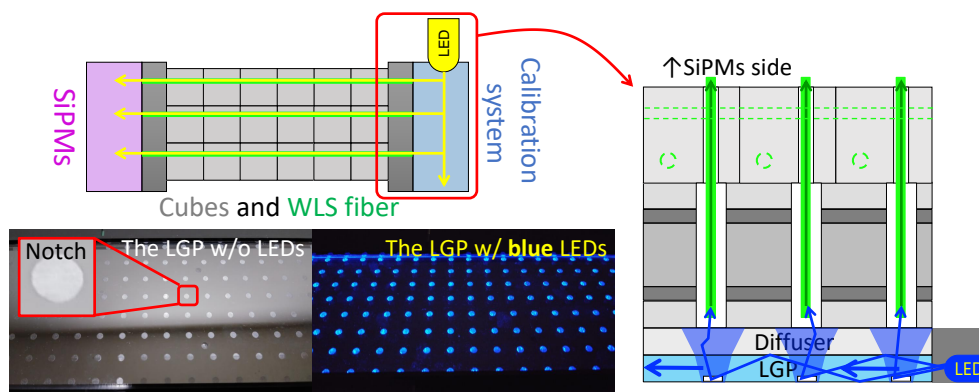 LED
SiPMs
Calibration
system
Cubes and WLS fiber
Notch
The LGP w/o LEDs
The LGP w/ blue LEDs
↑SiPMs side
Diffuser
LGP
LED